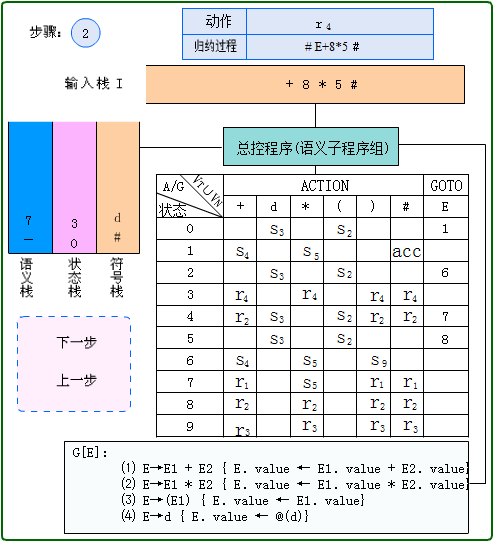 步骤: 2
动作 r4
归约过程 # E+8*5 #
输入栈 I + 8 * 5 #
总控程序(语义子程序组)
7 3 d
— 0 #
语义栈 状态栈 符号栈
下一步
上一步
A/G VT∪VN ACTION GOTO
状态 + d * ( ) # E
0 S3 S2 1
1 S4 S5 acc
2 S3 S2 6
3 r4 r4 r4 r4
4 r2 S3 S2 r2 r2 7
5 S3 S2 8
6 S4 S5 S9
7 r1 S5 r1 r1
8 r2 r2 r2 r2
9 r3 r3 r3 r3
G[E]:
(1) E→E1 + E2 { E. value ← E1. value + E2. value}
(2) E→E1 * E2 { E. value ← E1. value * E2. value}
(3) E→(E1) { E. value ← E1. value}
(4) E→d { E. value ← @(d)}